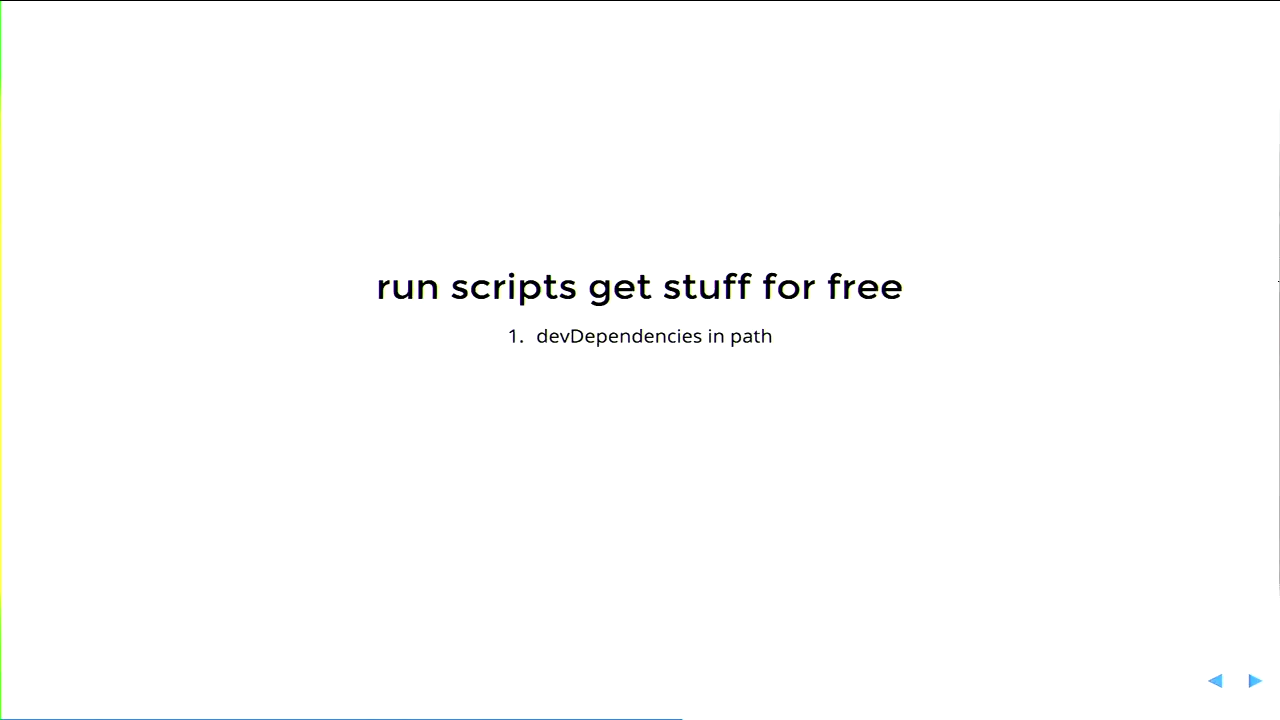 run scripts get stuff for free
1. devDependencies in path